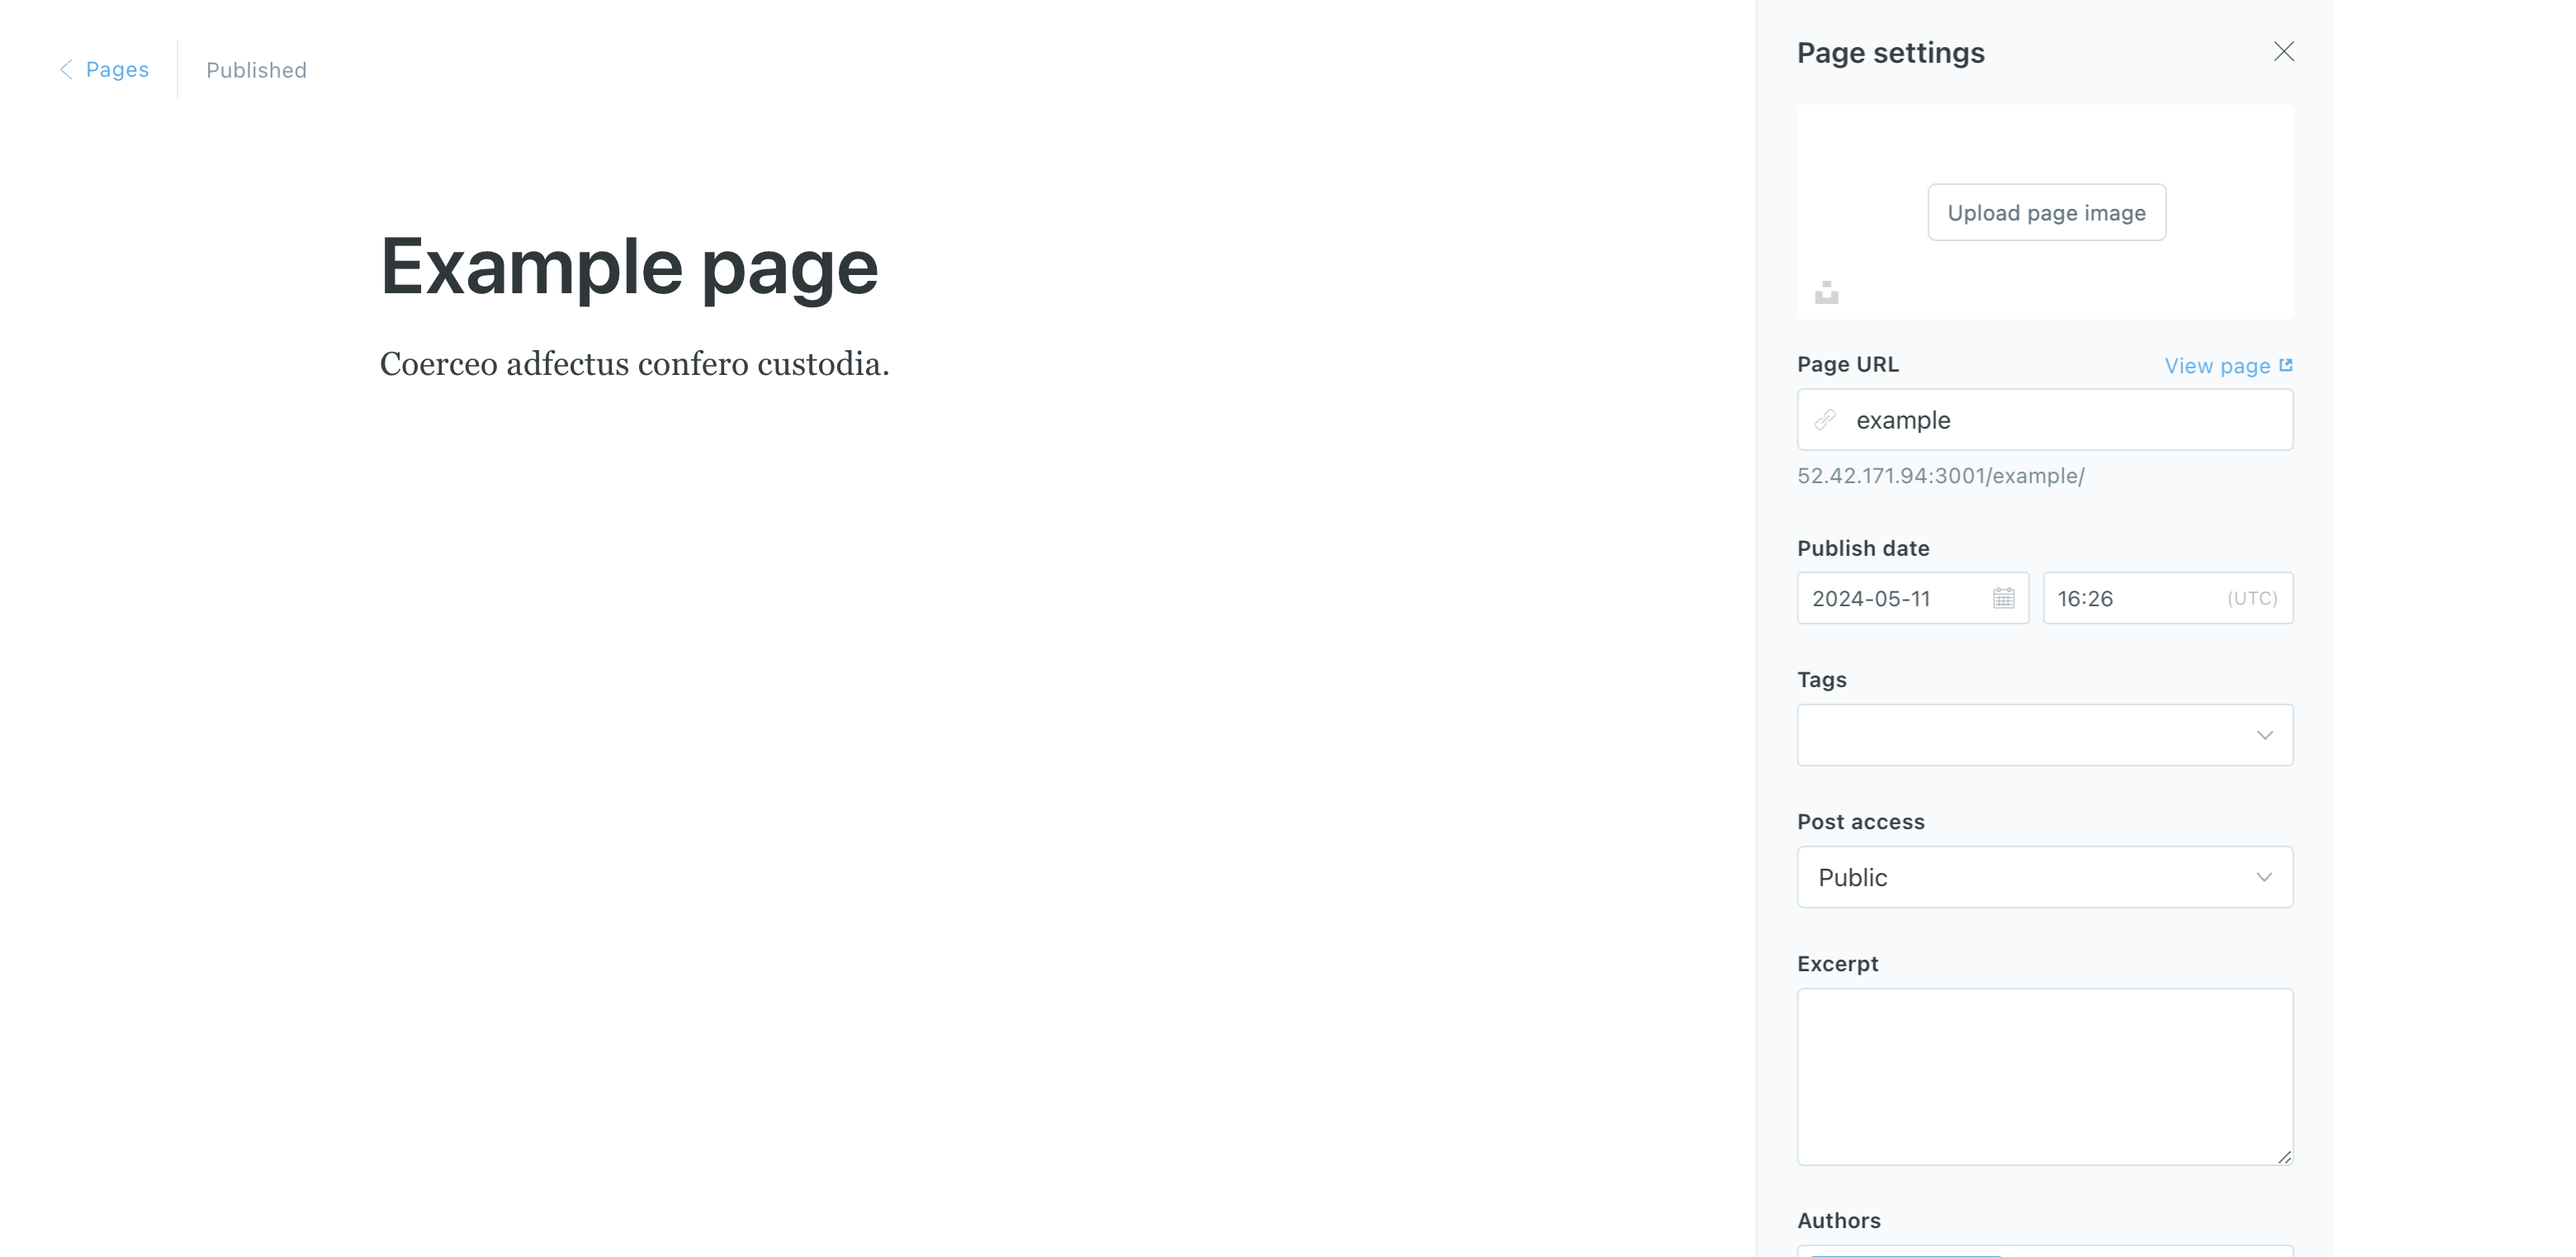 Pages
Published
Example page
Coerceo adfectus confero custodia.
Page settings
Upload page image
Page URL
View page
example
52.42.171.94:3001/example/
Publish date
2024-05-11
16:26
(UTC)
Tags
Post access
Public
Excerpt
Authors